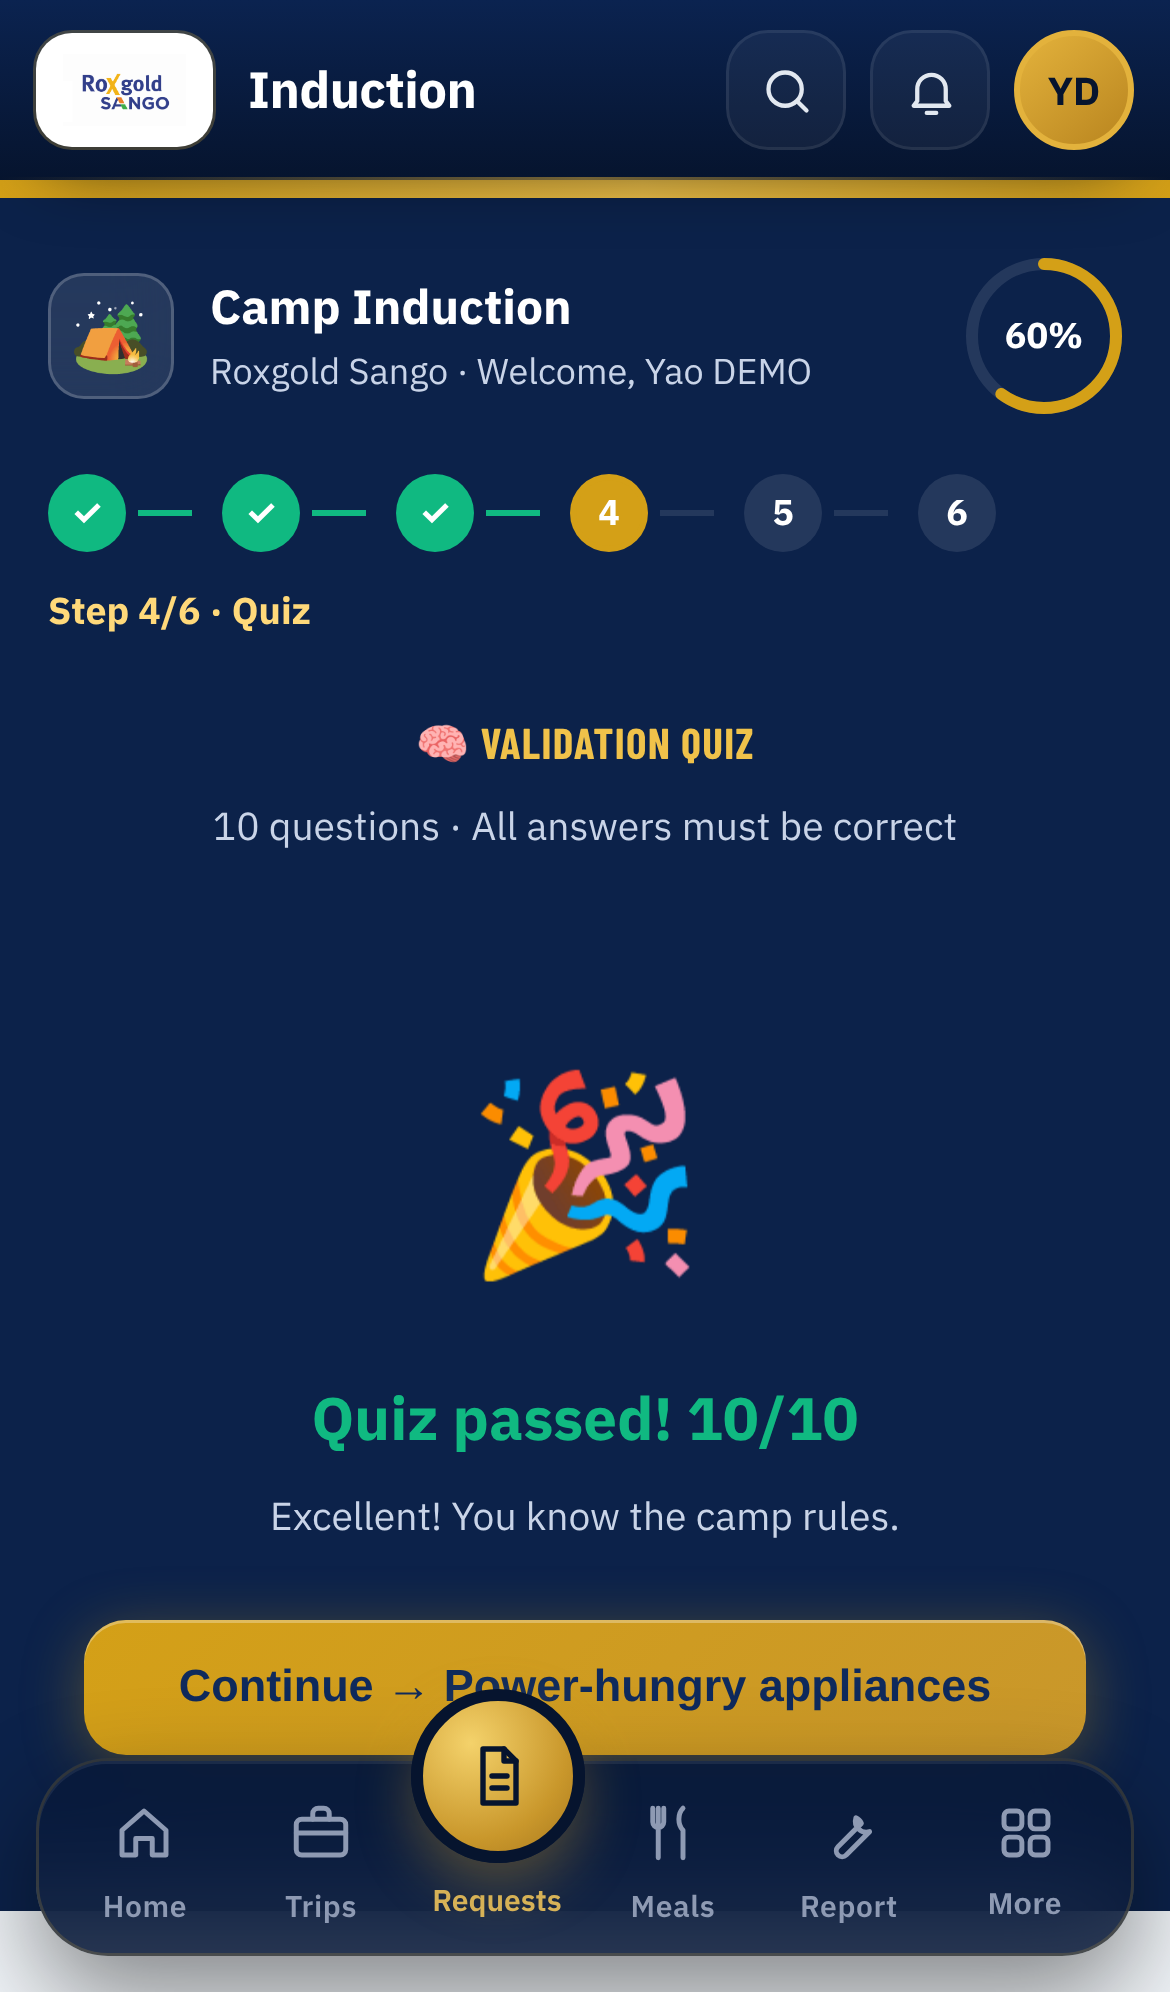 Roxgold
SANGO
Induction
YD
Camp Induction
Roxgold Sango · Welcome, Yao DEMO
60%
4
5
6
Step 4/6 · Quiz
VALIDATION QUIZ
10 questions · All answers must be correct
Quiz passed! 10/10
Excellent! You know the camp rules.
Continue → Power-hungry appliances
Home
Trips
Requests
Meals
Report
More